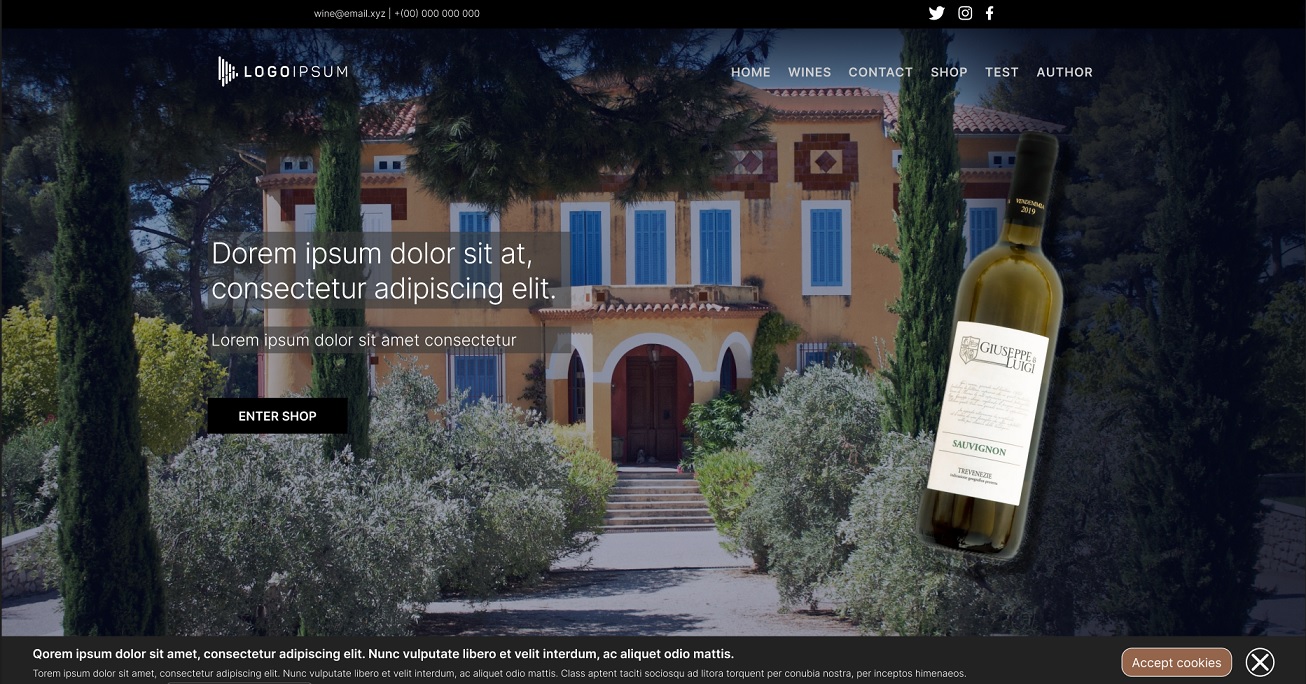 wine@email.xyz | +(00) 000 000 000
LOGOIPSUM
HOME WINES CONTACT SHOP TEST AUTHOR
VENDEMMIA
2019
Dorem ipsum dolor sit at,
consectetur adipiscing elit.
Lorem ipsum dolor sit amet consectetur
ENTER SHOP
GIUSEPPE &
LUIGI
SAUVIGNON
TREVENEZIE
Qorem ipsum dolor sit amet, consectetur adipiscing elit. Nunc vulputate libero et velit interdum, ac aliquet odio mattis.
Torem ipsum dolor sit amet, consectetur adipiscing elit. Nunc vulputate libero et velit interdum, ac aliquet odio mattis. Class aptent taciti sociosqu ad litora torquent per conubia nostra, per inceptos himenaeos.
Accept cookies